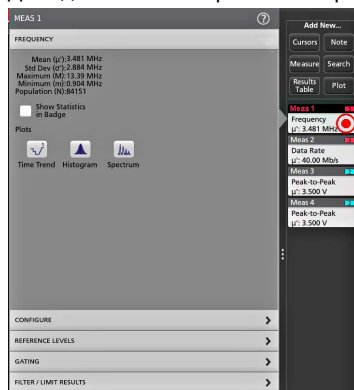 MEAS 1
?
FREQUENCY
Mean (µ'):3.481 MHz
Std Dev (σ'):2.884 MHz
Maximum (M):13.39 MHz
Minimum (m):0.904 MHz
Population (N):84151
Show Statistics
in Badge
Plots
Time Trend
Histogram
Spectrum
CONFIGURE
REFERENCE LEVELS
GATING
FILTER / LIMIT RESULTS
Add New...
Cursors
Note
Measure
Search
Results
Table
Plot
Meas 1
Frequency
µ': 3.481 MHz
Meas 2
Data Rate
µ': 40.00 Mb/s
Meas 3
Peak-to-Peak
µ': 3.500 V
Meas 4
Peak-to-Peak
µ': 3.500 V